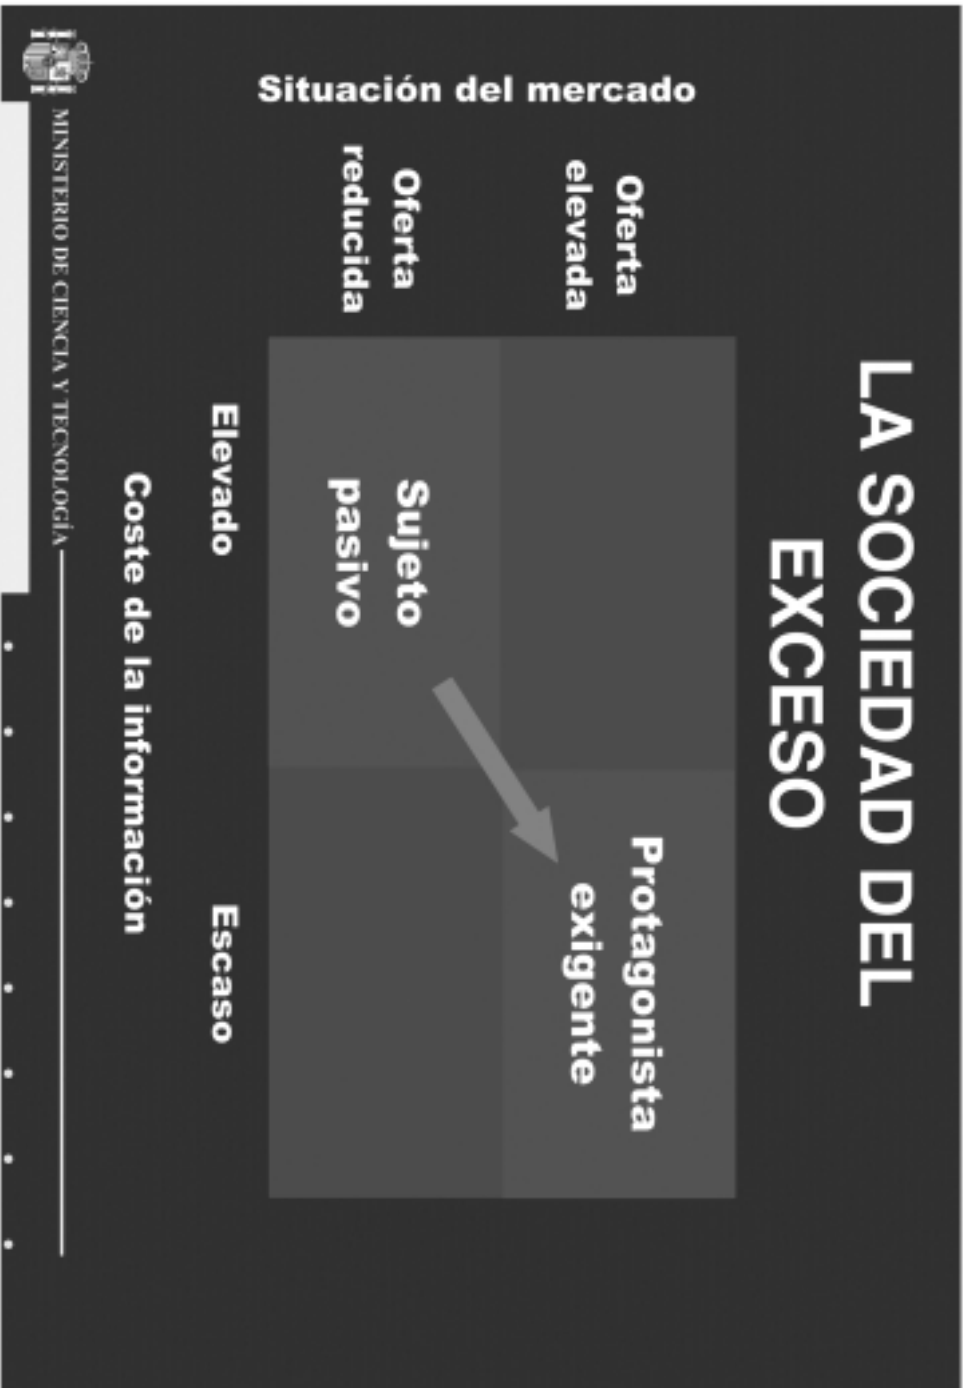 LA SOCIEDAD DEL
EXCESO
Situación del mercado
Oferta
elevada
Oferta
reducida
Protagonista
exigente
Sujeto
pasivo
Elevado
Escaso
Coste de la información
MINISTERIO DE CIENCIA Y TECNOLOGÍA